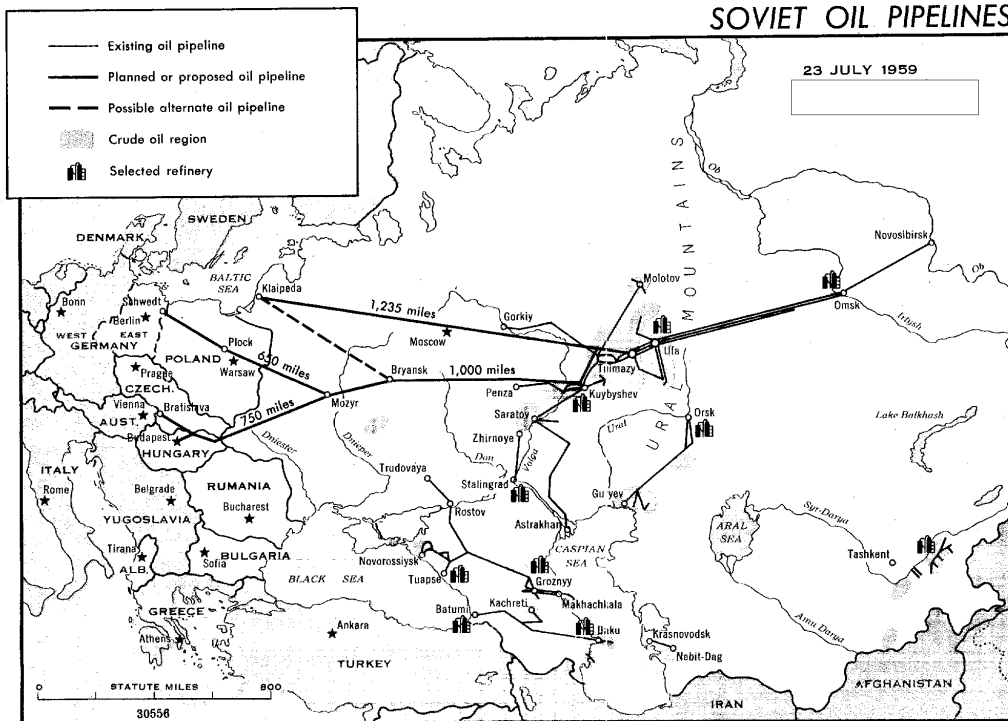 SOVIET OIL PIPELINES
23 JULY 1959
Existing oil pipeline
Planned or proposed oil pipeline
Possible alternate oil pipeline
Crude oil region
Selected refinery
SWEDEN
DENMARK
BALTIC
SEA
Klaipeda
1,235 miles
Gorkiy
Moscow
Molotov
URAL MOUNTAINS
Ob
Novosibirsk
Ob
Omsk
Irtysh
Bonn
WEST
GERMANY
Schwedt
Berlin
EAST
Plock
POLAND
650 miles
Warsaw
Prague
CZECH.
Bryansk
1,000 miles
Tiimazy
Ufa
Penza
Kuybyshev
Mozyr
750 miles
Vienna
Bratislava
AUST.
Budapest
HUNGARY
Dniester
Dnieper
Saratov
Zhirnoye
Ural
Orsk
Lake Balkhash
Don
Volga
ITALY
Rome
Belgrade
YUGOSLAVIA
RUMANIA
Bucharest
Trudovaya
Stalingrad
Rostov
Astrakhan
Gu yev
ARAL
SEA
Syr-Darya
Tashkent
Tirana
ALB.
Sofia
BULGARIA
BLACK SEA
Novorossiysk
Tuapse
CASPIAN
SEA
Groznyy
Makhachkala
Kachreti
Batumi
Baku
Krasnovodsk
Nebit-Dag
Amu Darya
GREECE
Athens
Ankara
TURKEY
IRAN
AFGHANISTAN
0 STATUTE MILES 800
30556